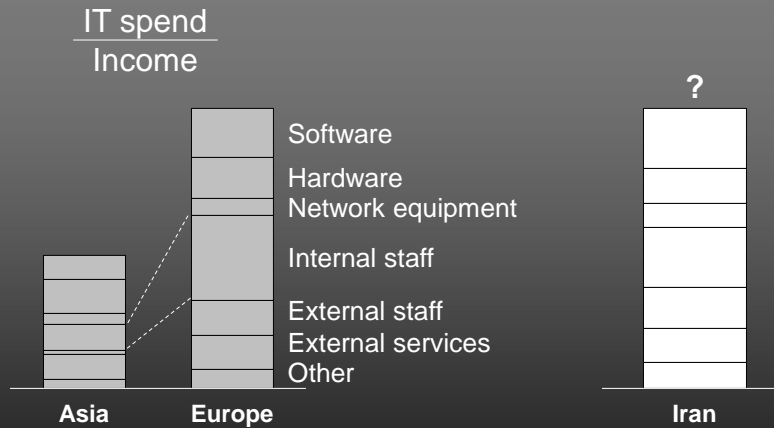 IT spend
Income
?
Software
Hardware
Network equipment
Internal staff
External staff
External services
Other
Asia
Europe
Iran